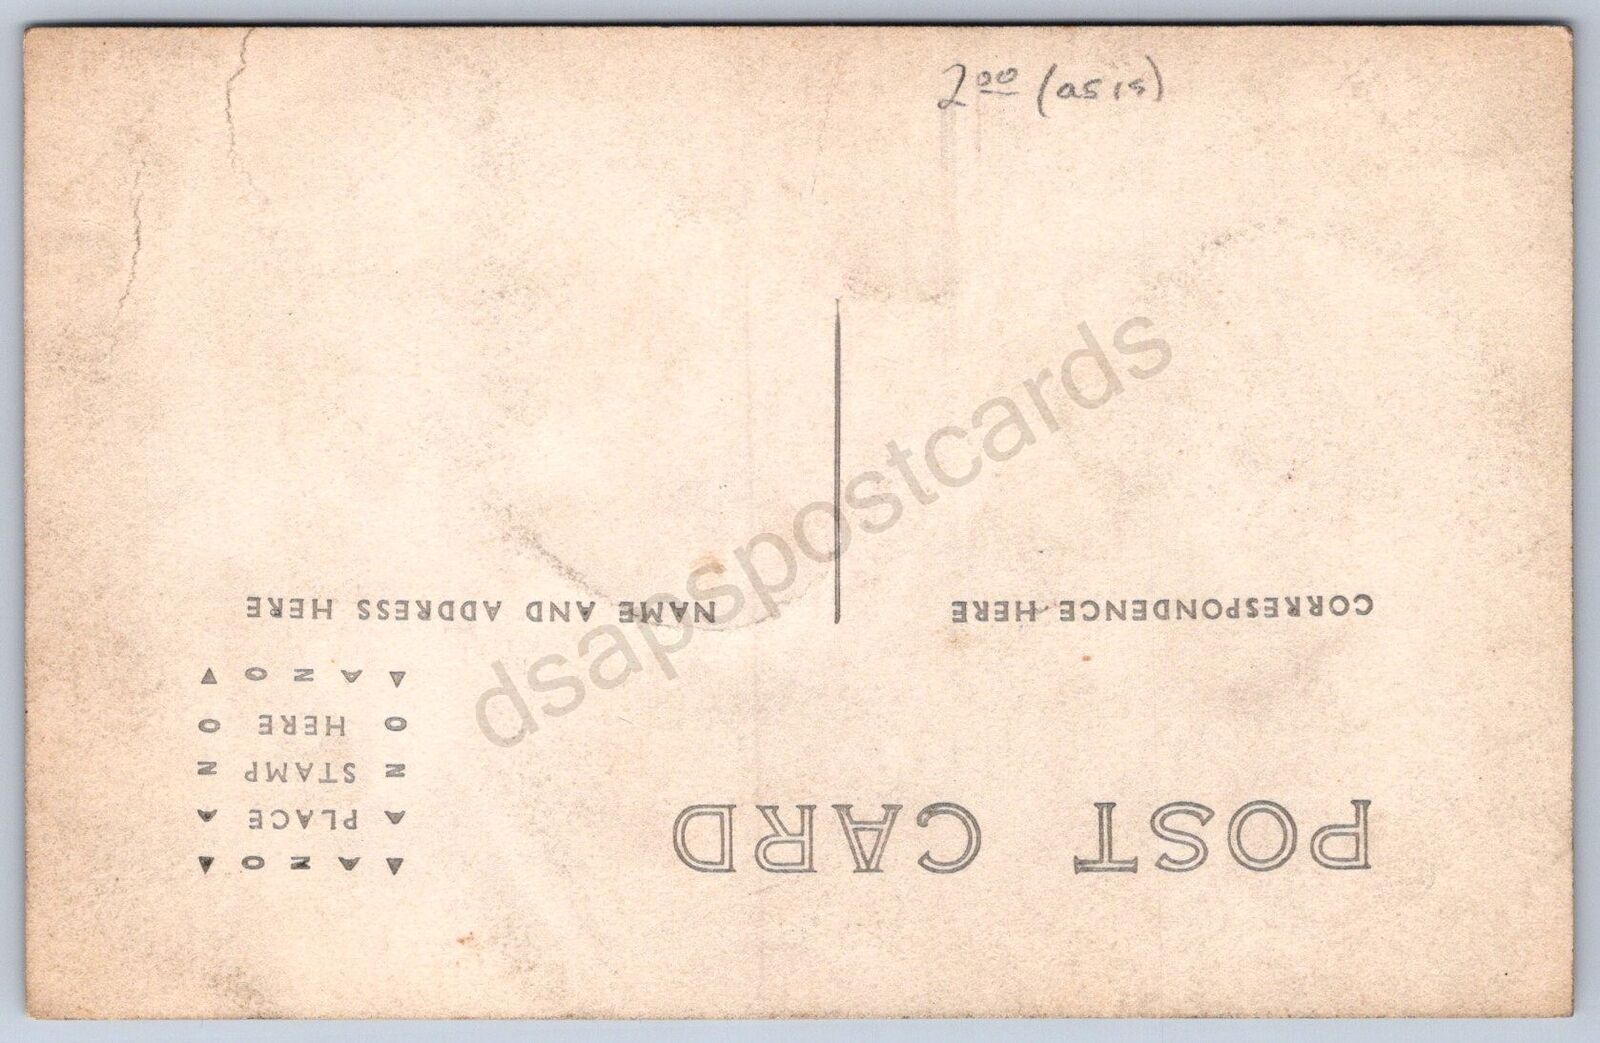 2.00 (as is)
dsapspostcards
POST CARD
▲ A Z O ▼
A PLACE A
Z STAMP Z
O HERE O
▲ A Z O ▼
CORRESPONDENCE HERE
NAME AND ADDRESS HERE